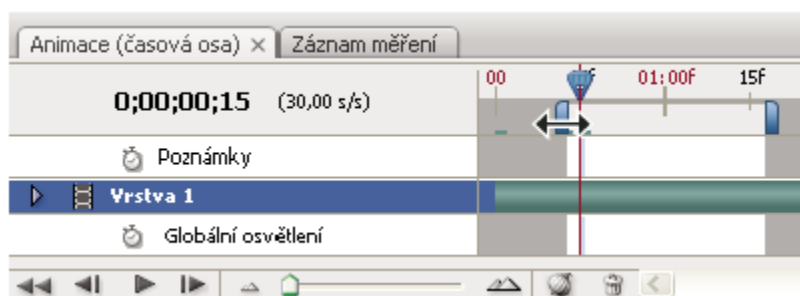 Animace (časová osa) × Záznam měření
0;00;00;15 (30,00 s/s) 00 f 01:00f 15f
Poznámky
Vrstva 1
Globální osvětlení